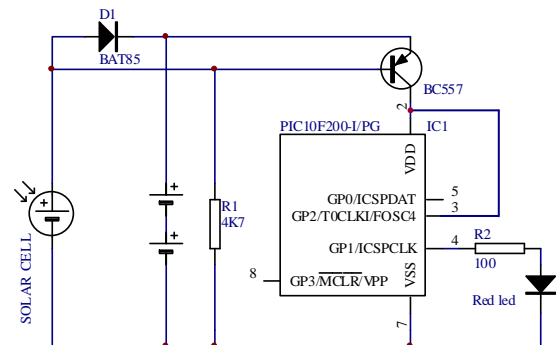 D1
BAT85
BC557
2
PIC10F200-I/PG IC1
VDD
GP0/ICSPDAT 5
GP2/T0CLKI/FOSC4 3
R1
4K7
GP1/ICSPCLK 4
R2
100
8 GP3/MCLR/VPP
VSS
7
Red led
SOLAR CELL
+
+
+